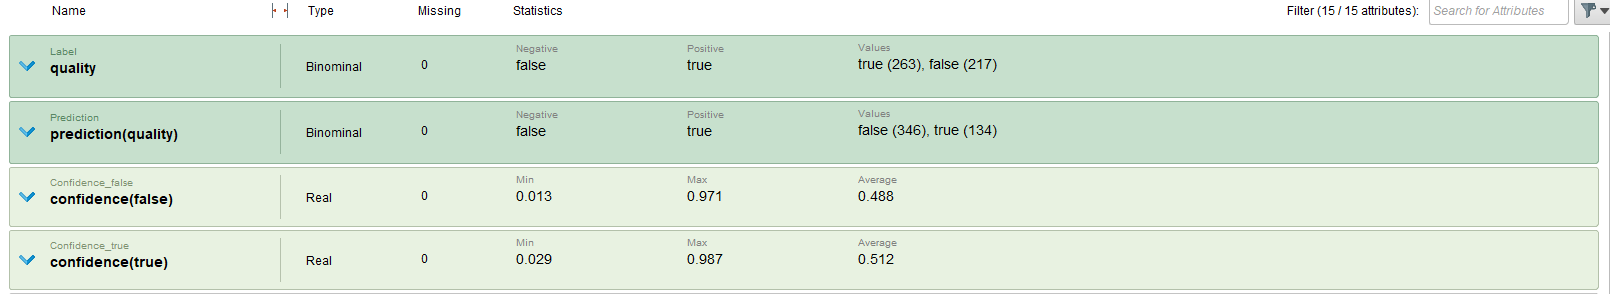 Name Type Missing Statistics Filter (15 / 15 attributes): Search for Attributes
Label
quality Binominal 0 Negative false Positive true Values true (263), false (217)
Prediction
prediction(quality) Binominal 0 Negative false Positive true Values false (346), true (134)
Confidence_false
confidence(false) Real 0 Min 0.013 Max 0.971 Average 0.488
Confidence_true
confidence(true) Real 0 Min 0.029 Max 0.987 Average 0.512